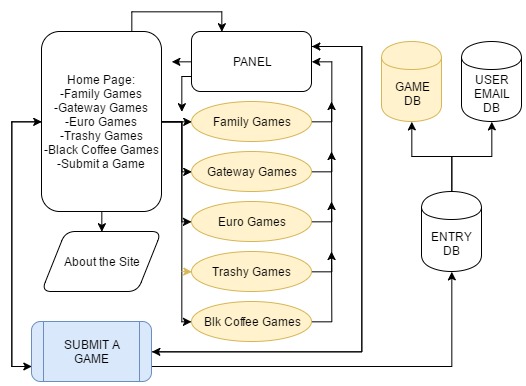 Home Page:
-Family Games
-Gateway Games
-Euro Games
-Trashy Games
-Black Coffee Games
-Submit a Game
PANEL
Family Games
Gateway Games
Euro Games
Trashy Games
Blk Coffee Games
GAME
DB
USER
EMAIL
DB
ENTRY
DB
About the Site
SUBMIT A
GAME